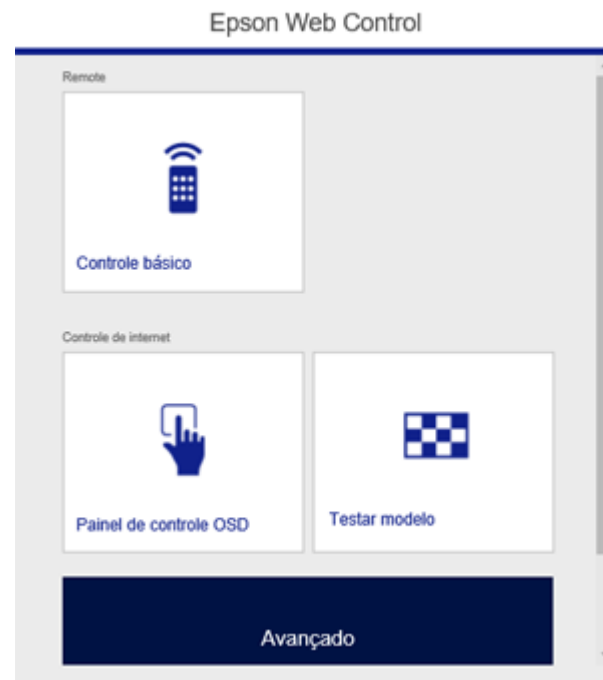 Epson Web Control
Remote
Controle básico
Controle de internet
Painel de controle OSD
Testar modelo
Avançado